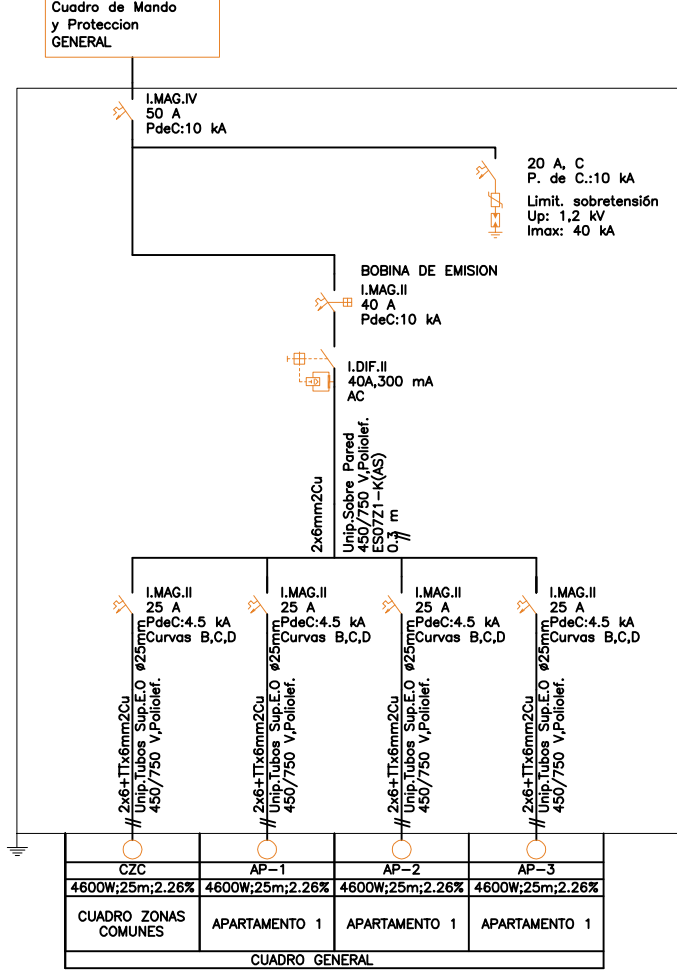 Cuadro de Mando
y Proteccion
GENERAL
I.MAG.IV
50 A
PdeC:10 kA
20 A, C
P. de C.:10 kA
Limit. sobretensión
Up: 1,2 kV
Imax: 40 kA
BOBINA DE EMISION
I.MAG.II
40 A
PdeC:10 kA
I.DIF.II
40A,300 mA
AC
2x6mm2Cu
Unip.Sobre Pared
450/750 V,Poliolef.
ES07Z1-K(AS)
0.3 m
I.MAG.II
25 A
PdeC:4.5 kA
Curvas B,C,D
I.MAG.II
25 A
PdeC:4.5 kA
Curvas B,C,D
I.MAG.II
25 A
PdeC:4.5 kA
Curvas B,C,D
I.MAG.II
25 A
PdeC:4.5 kA
Curvas B,C,D
2x6+TTx6mm2Cu
Unip.Tubos Sup.E.O ø25mm
450/750 V,Poliolef.
2x6+TTx6mm2Cu
Unip.Tubos Sup.E.O ø25mm
450/750 V,Poliolef.
2x6+TTx6mm2Cu
Unip.Tubos Sup.E.O ø25mm
450/750 V,Poliolef.
2x6+TTx6mm2Cu
Unip.Tubos Sup.E.O ø25mm
450/750 V,Poliolef.
CZC AP-1 AP-2 AP-3
4600W;25m;2.26% 4600W;25m;2.26% 4600W;25m;2.26% 4600W;25m;2.26%
CUADRO ZONAS
COMUNES
APARTAMENTO 1 APARTAMENTO 1 APARTAMENTO 1
CUADRO GENERAL